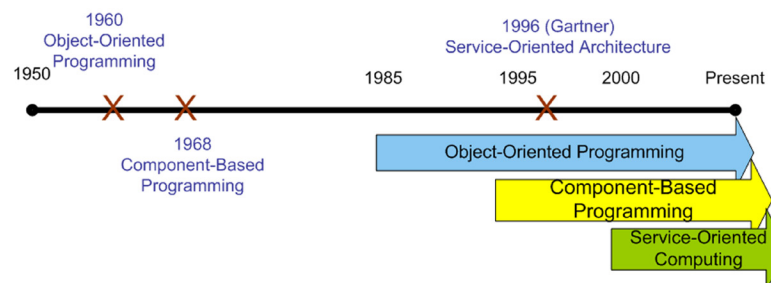 1960
Object-Oriented
Programming
1996 (Gartner)
Service-Oriented Architecture
1950
1985
1995
2000
Present
1968
Component-Based
Programming
Object-Oriented Programming
Component-Based
Programming
Service-Oriented
Computing